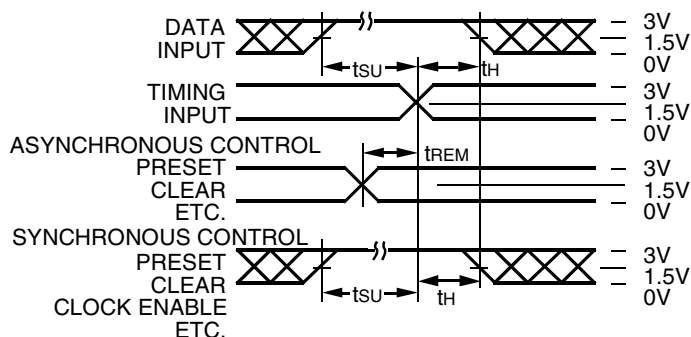 DATA INPUT
3V
1.5V
0V
tSU
tH
TIMING INPUT
3V
1.5V
0V
ASYNCHRONOUS CONTROL
PRESET
CLEAR
ETC.
tREM
3V
1.5V
0V
SYNCHRONOUS CONTROL
PRESET
CLEAR
CLOCK ENABLE
ETC.
tSU
tH
3V
1.5V
0V